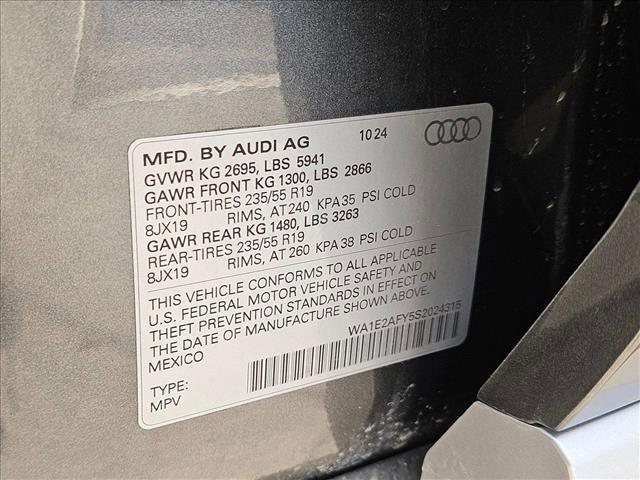 MFD. BY AUDI AG 10 24
GVWR KG 2695, LBS 5941
GAWR FRONT KG 1300, LBS 2866
FRONT-TIRES 235/55 R19
8JX19 RIMS, AT 240 KPA 35 PSI COLD
GAWR REAR KG 1480, LBS 3263
REAR-TIRES 235/55 R19
8JX19 RIMS, AT 260 KPA 38 PSI COLD
THIS VEHICLE CONFORMS TO ALL APPLICABLE
U.S. FEDERAL MOTOR VEHICLE SAFETY AND
THEFT PREVENTION STANDARDS IN EFFECT ON
THE DATE OF MANUFACTURE SHOWN ABOVE.
MEXICO
WA1E2AFY5S2024315
TYPE:
MPV